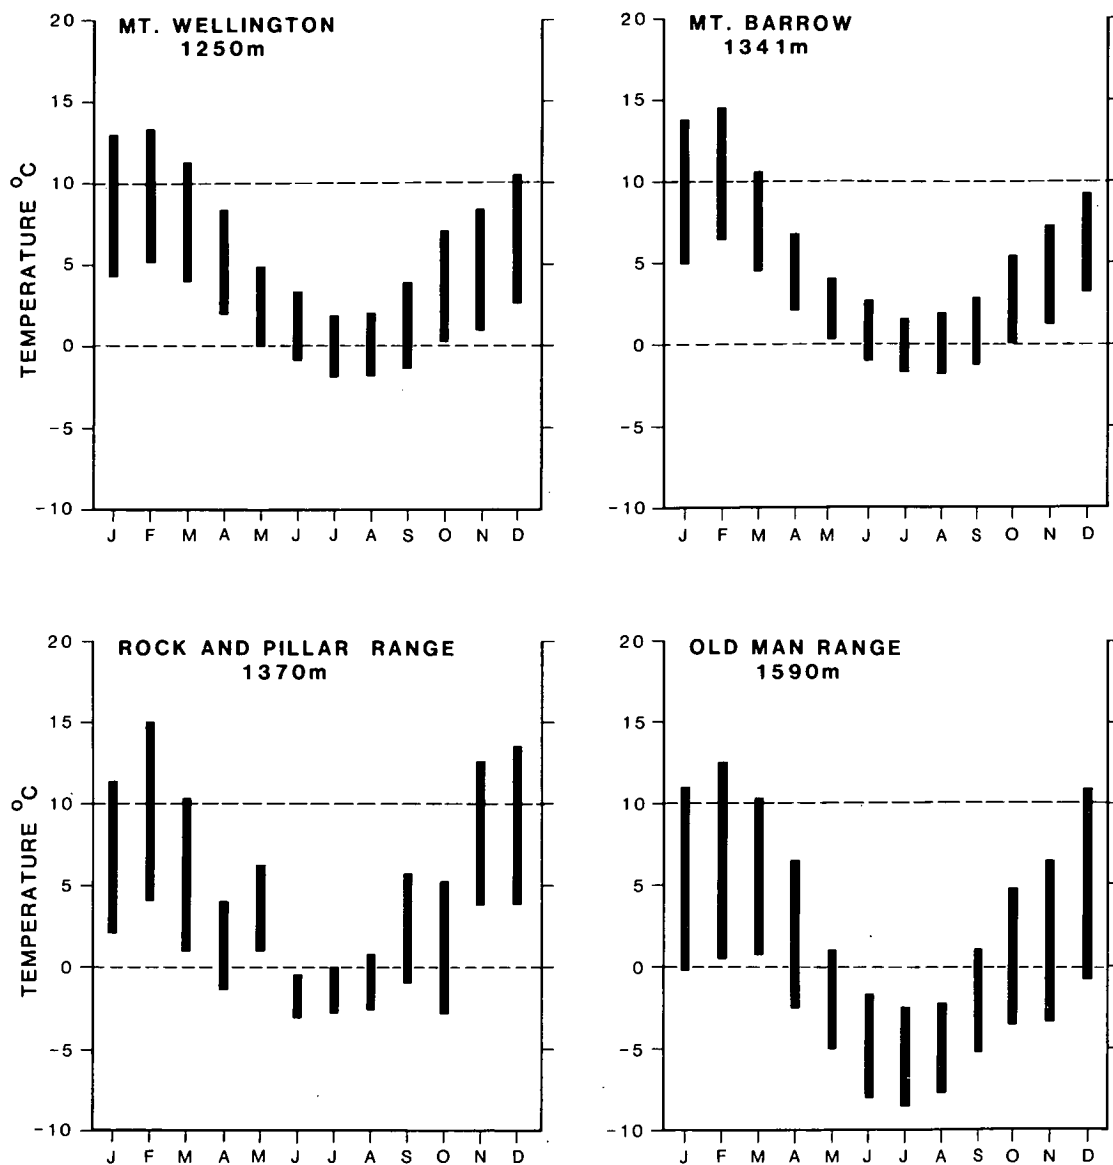 MT. WELLINGTON
1250m
20
15
10
5
0
-5
-10
TEMPERATURE °C
J F M A M J J A S O N D
MT. BARROW
1341m
20
15
10
5
0
-5
-10
J F M A M J J A S O N D
ROCK AND PILLAR RANGE
1370m
20
15
10
5
0
-5
-10
TEMPERATURE °C
J F M A M J J A S O N D
OLD MAN RANGE
1590m
20
15
10
5
0
-5
-10
J F M A M J J A S O N D